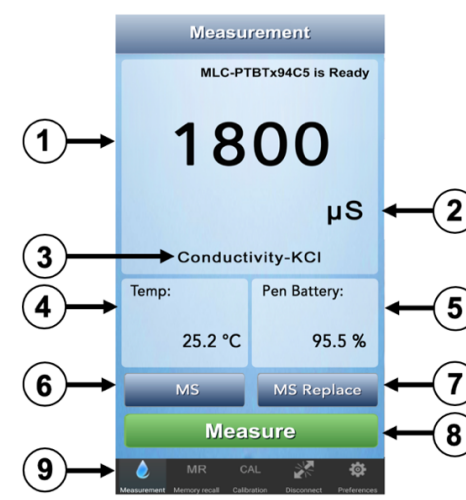 Measurement
MLC-PTBTx94C5 is Ready
1 1800
µS 2
3 Conductivity-KCl
4 Temp: Pen Battery: 5
25.2 °C 95.5 %
6 MS MS Replace 7
Measure 8
9 MR CAL
Measurement Memory recall Calibration Disconnect Preferences